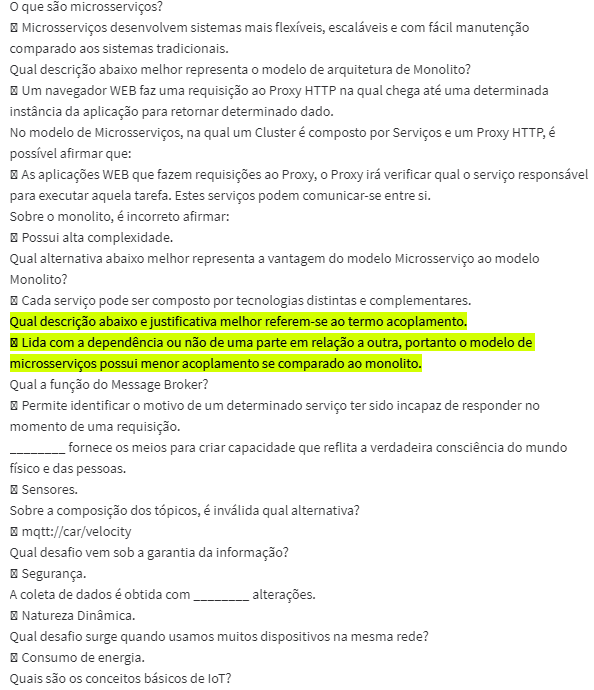 O que são microsserviços?
 Microsserviços desenvolvem sistemas mais flexíveis, escaláveis e com fácil manutenção
comparado aos sistemas tradicionais.
Qual descrição abaixo melhor representa o modelo de arquitetura de Monolito?
 Um navegador WEB faz uma requisição ao Proxy HTTP na qual chega até uma determinada
instância da aplicação para retornar determinado dado.
No modelo de Microsserviços, na qual um Cluster é composto por Serviços e um Proxy HTTP, é
possível afirmar que:
 As aplicações WEB que fazem requisições ao Proxy, o Proxy irá verificar qual o serviço responsável
para executar aquela tarefa. Estes serviços podem comunicar-se entre si.
Sobre o monolito, é incorreto afirmar:
 Possui alta complexidade.
Qual alternativa abaixo melhor representa a vantagem do modelo Microsserviço ao modelo
Monolito?
 Cada serviço pode ser composto por tecnologias distintas e complementares.
Qual descrição abaixo e justificativa melhor referem-se ao termo acoplamento.
 Lida com a dependência ou não de uma parte em relação a outra, portanto o modelo de
microsserviços possui menor acoplamento se comparado ao monolito.
Qual a função do Message Broker?
 Permite identificar o motivo de um determinado serviço ter sido incapaz de responder no
momento de uma requisição.
________ fornece os meios para criar capacidade que reflita a verdadeira consciência do mundo
físico e das pessoas.
 Sensores.
Sobre a composição dos tópicos, é inválida qual alternativa?
 mqtt://car/velocity
Qual desafio vem sob a garantia da informação?
 Segurança.
A coleta de dados é obtida com ________ alterações.
 Natureza Dinâmica.
Qual desafio surge quando usamos muitos dispositivos na mesma rede?
 Consumo de energia.
Quais são os conceitos básicos de IoT?